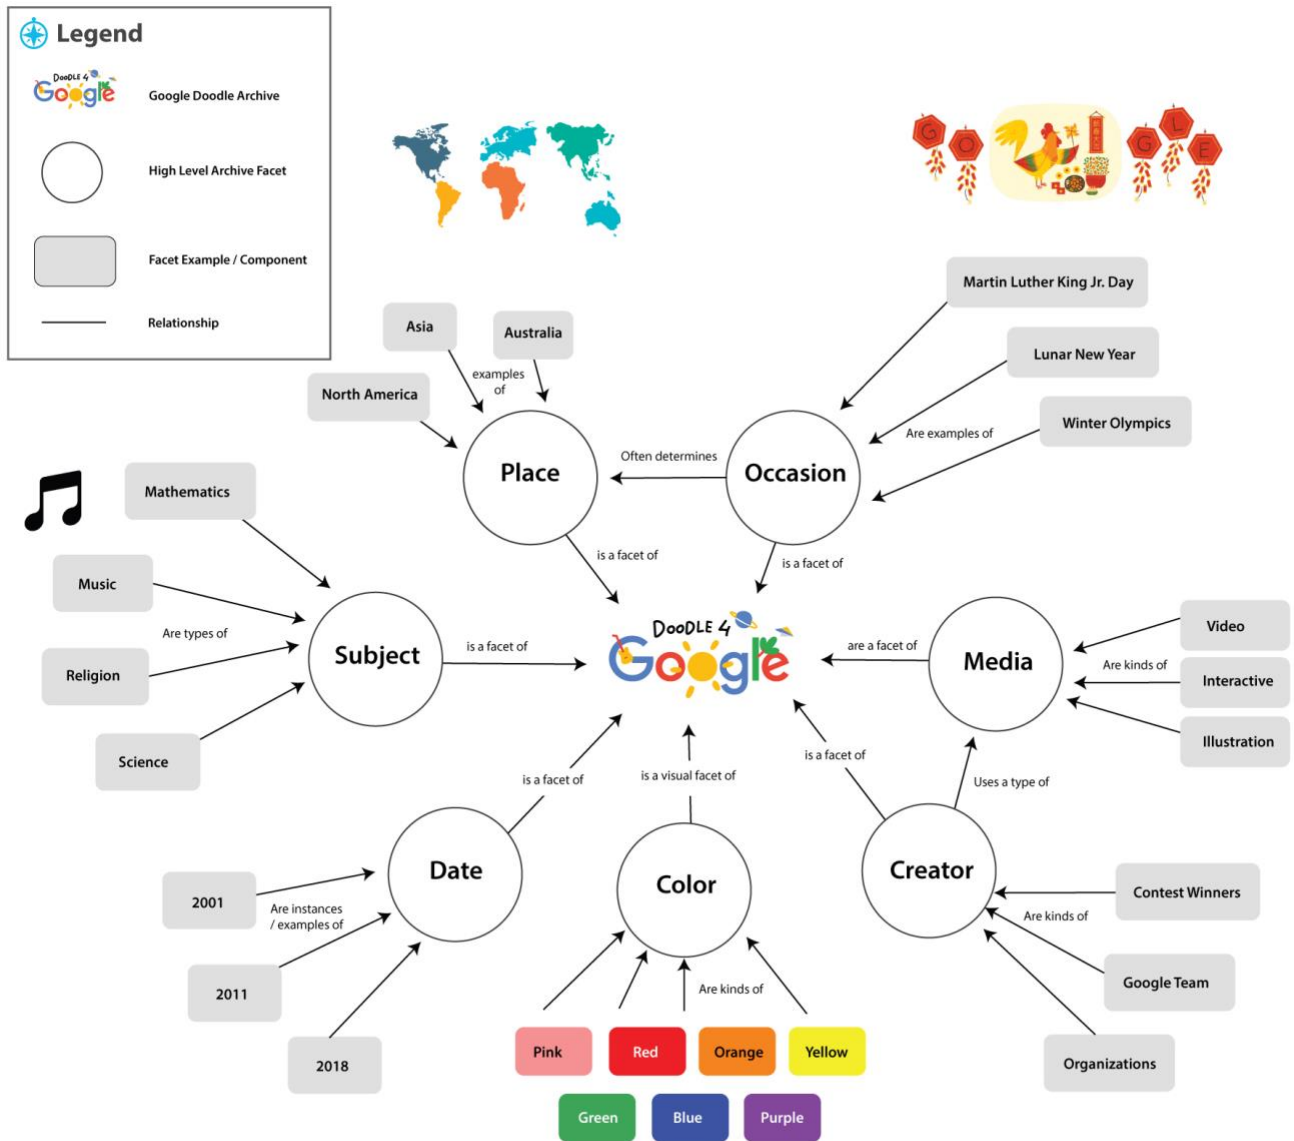 Legend
DOODLE 4
Google
Google Doodle Archive
High Level Archive Facet
Facet Example / Component
Relationship
G O G L E
Martin Luther King Jr. Day
Asia
Australia
Lunar New Year
examples
of
North America
Winter Olympics
Are examples of
Place
Often determines
Occasion
Mathematics
is a facet of
is a facet of
Music
Are types of
Religion
Science
Subject
is a facet of
DOODLE 4
Google
are a facet of
Media
Video
Are kinds of
Interactive
Illustration
is a facet of
is a visual facet of
is a facet of
Uses a type of
Date
Color
Creator
2001
Are instances
/ examples of
2011
2018
Are kinds of
Contest Winners
Are kinds of
Google Team
Organizations
Pink
Red
Orange
Yellow
Green
Blue
Purple